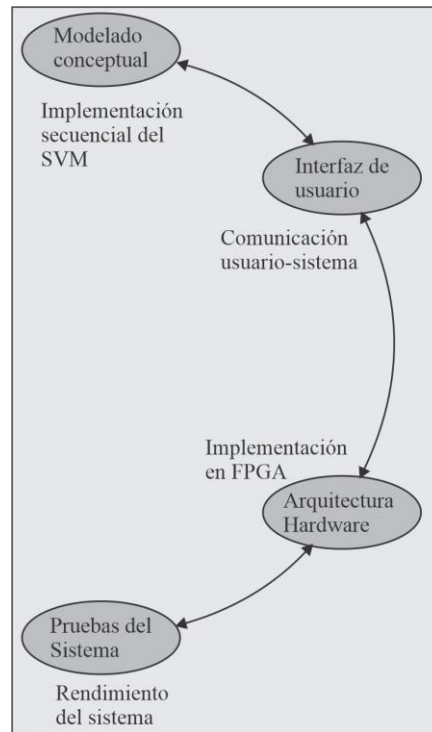 Modelado
conceptual
Implementación
secuencial del
SVM
Interfaz de
usuario
Comunicación
usuario-sistema
Implementación
en FPGA
Arquitectura
Hardware
Pruebas del
Sistema
Rendimiento
del sistema